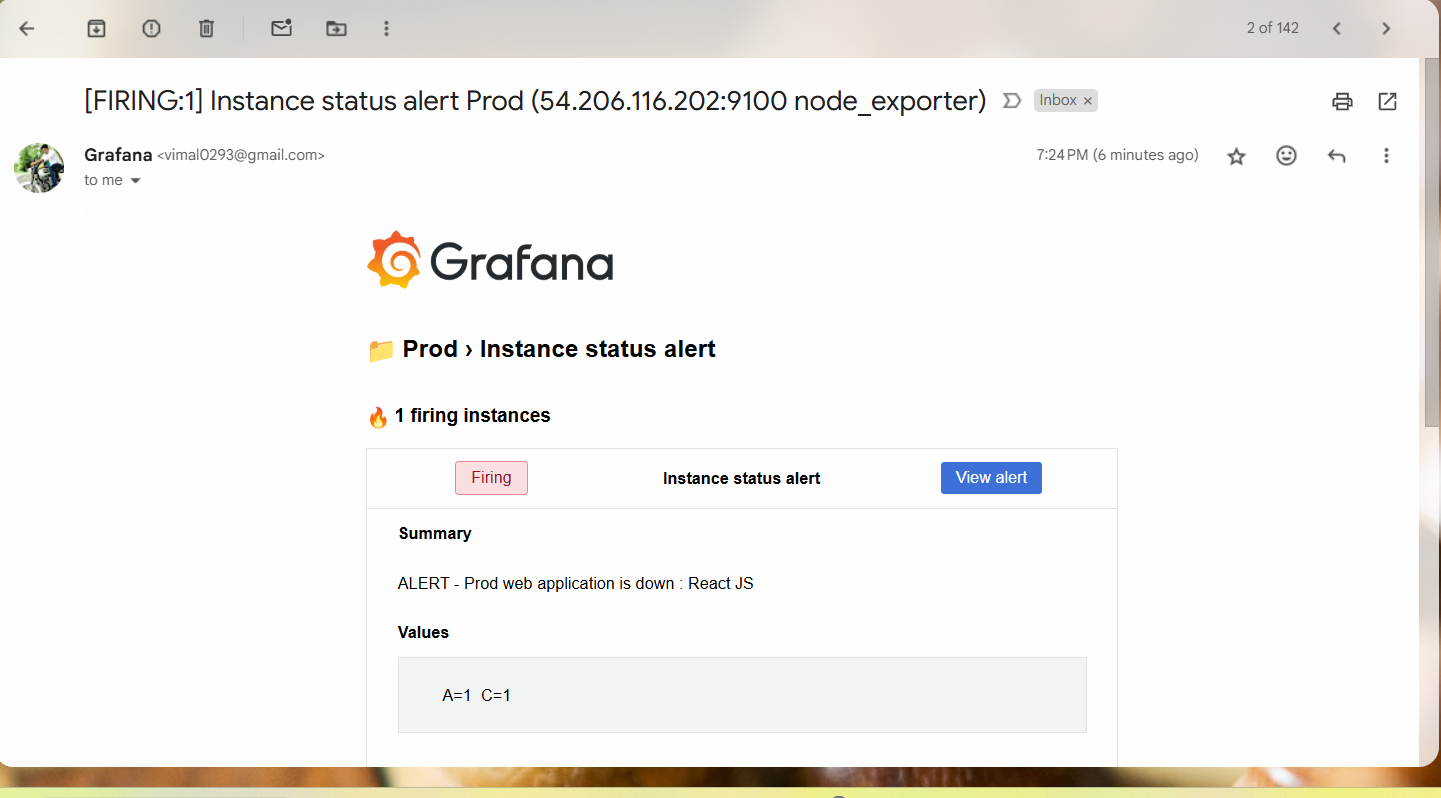 2 of 142
[FIRING:1] Instance status alert Prod (54.206.116.202:9100 node_exporter)
Inbox ×
Grafana <vimal0293@gmail.com>
7:24 PM (6 minutes ago)
to me
Grafana
Prod › Instance status alert
1 firing instances
Firing
Instance status alert
View alert
Summary
ALERT - Prod web application is down : React JS
Values
A=1 C=1